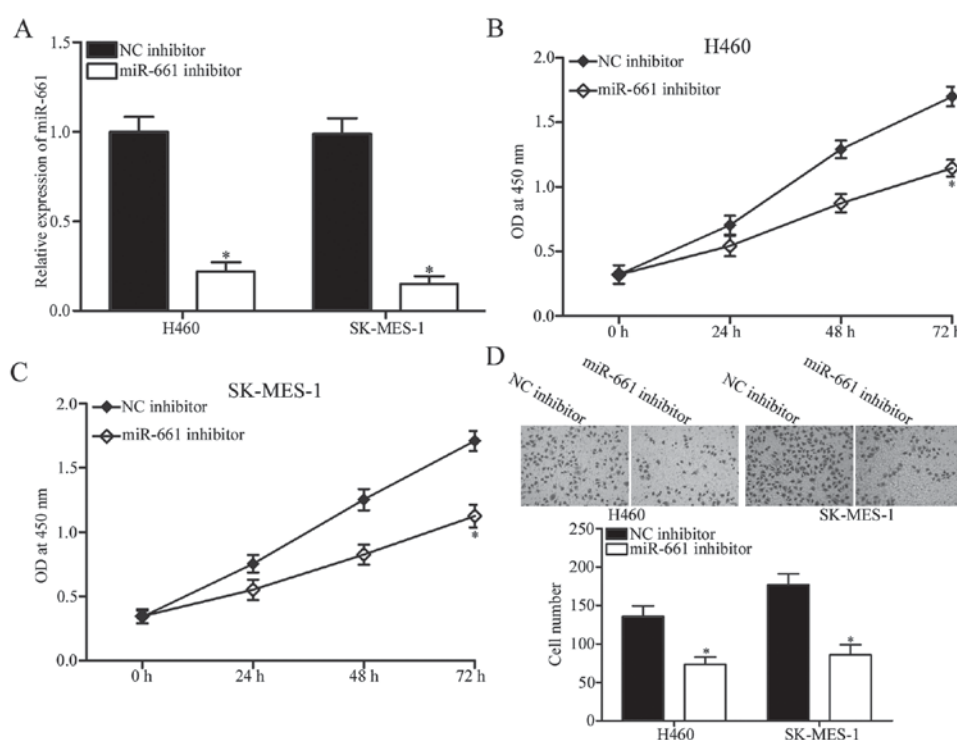 A
NC inhibitor
miR-661 inhibitor
Relative expression of miR-661
1.5
1.0
0.5
0.0
*
*
H460
SK-MES-1
B
H460
NC inhibitor
miR-661 inhibitor
OD at 450 nm
2.0
1.5
1.0
0.5
0.0
*
0 h
24 h
48 h
72 h
C
SK-MES-1
NC inhibitor
miR-661 inhibitor
OD at 450 nm
2.0
1.5
1.0
0.5
0.0
*
0 h
24 h
48 h
72 h
D
NC inhibitor
miR-661 inhibitor
NC inhibitor
miR-661 inhibitor
H460
SK-MES-1
NC inhibitor
miR-661 inhibitor
Cell number
200
150
100
50
0
*
*
H460
SK-MES-1